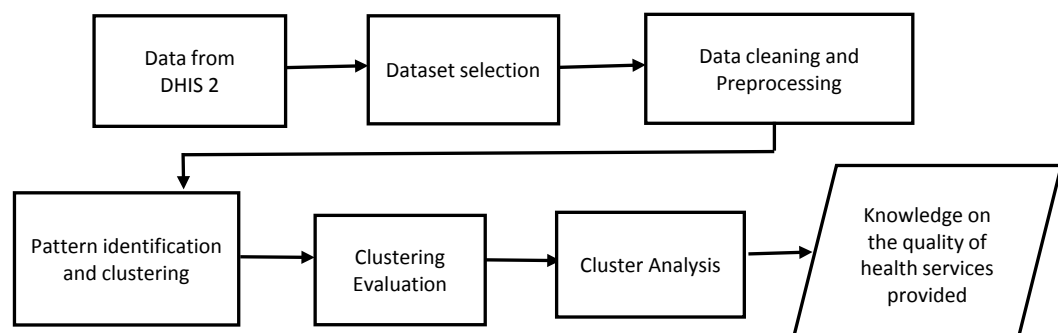 Data from
DHIS 2
Dataset selection
Data cleaning and
Preprocessing
Pattern identification
and clustering
Clustering
Evaluation
Cluster Analysis
Knowledge on
the quality of
health services
provided